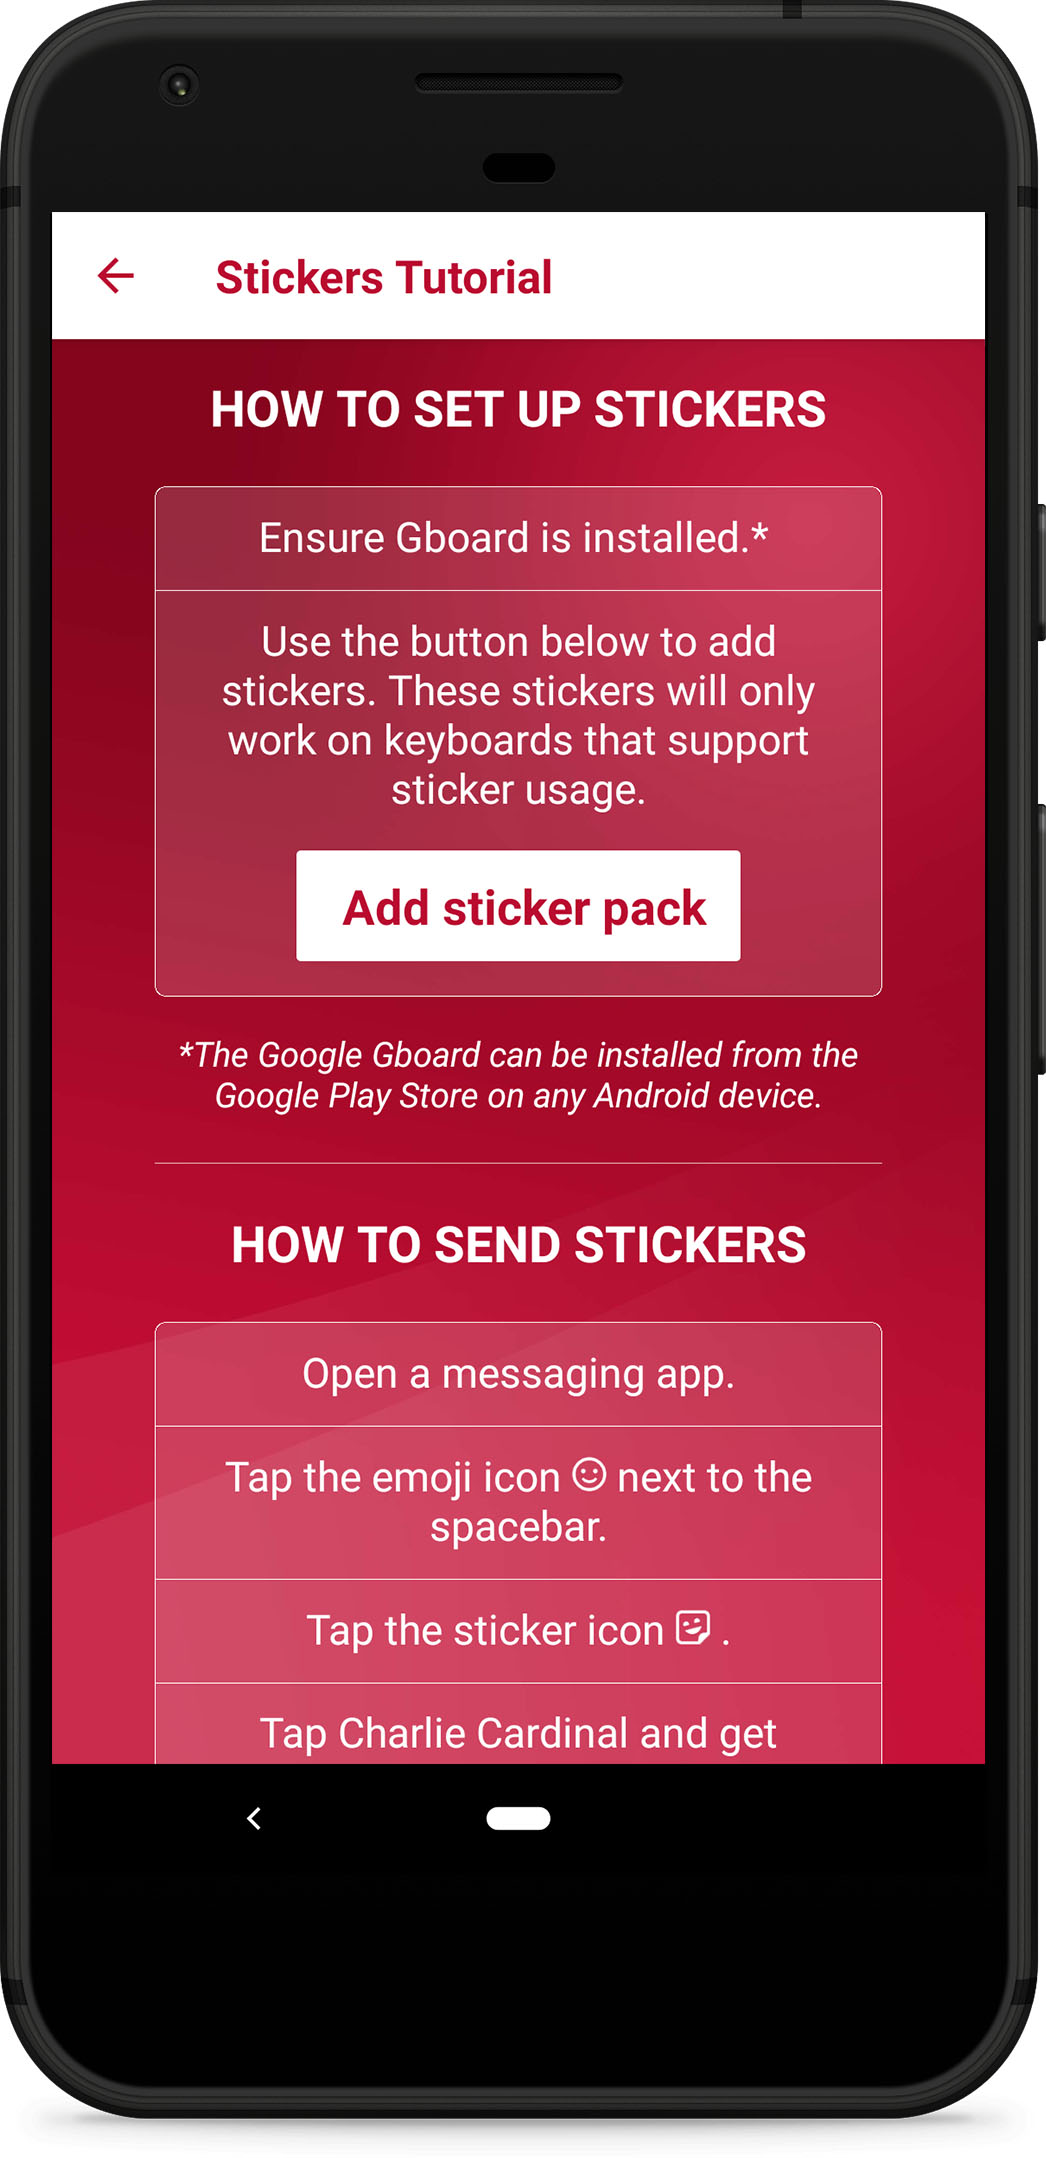 Stickers Tutorial
HOW TO SET UP STICKERS
Ensure Gboard is installed.*
Use the button below to add
stickers. These stickers will only
work on keyboards that support
sticker usage.
Add sticker pack
*The Google Gboard can be installed from the
Google Play Store on any Android device.
HOW TO SEND STICKERS
Open a messaging app.
Tap the emoji icon next to the
spacebar.
Tap the sticker icon .
Tap Charlie Cardinal and get